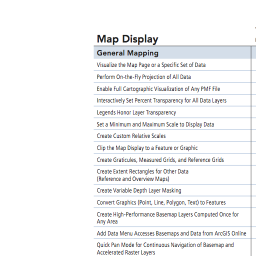 Map Display
General Mapping
Visualize the Map Page or a Specific Set of Data
Perform On-the-Fly Projection of All Data
Enable Full Cartographic Visualization of Any PMF File
Interactively Set Percent Transparency for All Data Layers
Legends Honor Layer Transparency
Set a Minimum and Maximum Scale to Display Data
Create Custom Relative Scales
Clip the Map Display to a Feature or Graphic
Create Graticules, Measured Grids, and Reference Grids
Create Extent Rectangles for Other Data
(Reference and Overview Maps)
Create Variable Depth Layer Masking
Convert Graphics (Point, Line, Polygon, Text) to Features
Create High-Performance Basemap Layers Computed Once for
Any Area
Add Data Menu Accesses Basemaps and Data from ArcGIS Online
Quick Pan Mode for Continuous Navigation of Basemap and
Accelerated Raster Layers